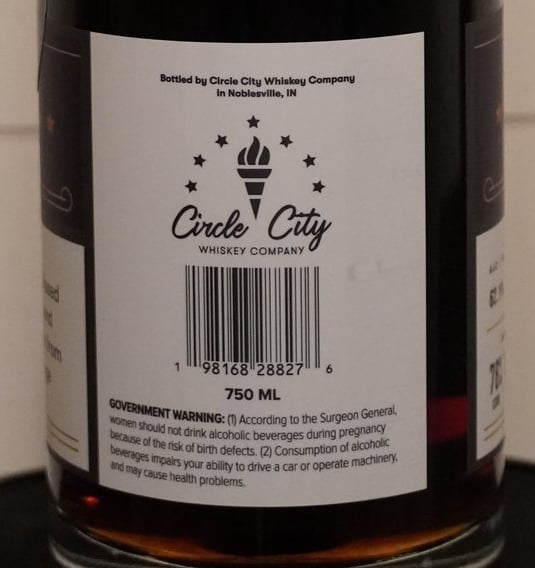 Bottled by Circle City Whiskey Company
in Noblesville, IN
Circle City
WHISKEY COMPANY
1 98168 28827 6
750 ML
GOVERNMENT WARNING: (1) According to the Surgeon General,
women should not drink alcoholic beverages during pregnancy
because of the risk of birth defects. (2) Consumption of alcoholic
beverages impairs your ability to drive a car or operate machinery,
and may cause health problems.